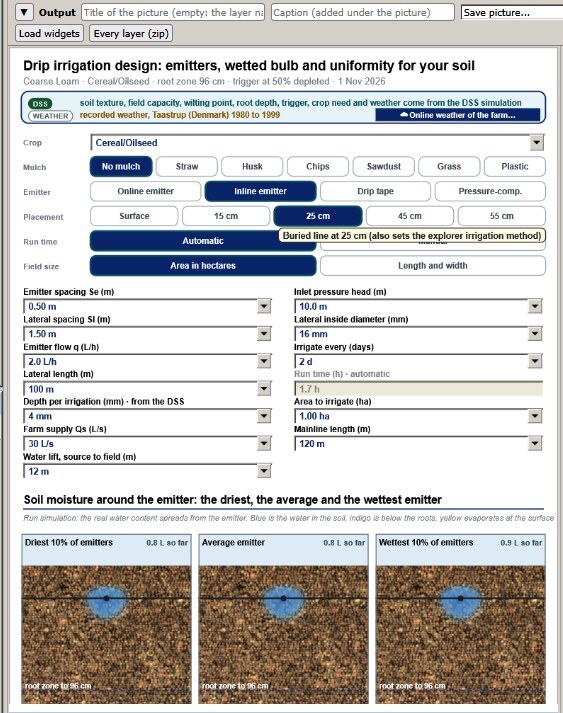 ▼ Output Title of the picture (empty: the layer na Caption (added under the picture) Save picture...
Load widgets Every layer (zip)
Drip irrigation design: emitters, wetted bulb and uniformity for your soil
Coarse Loam · Cereal/Oilseed · root zone 96 cm · trigger at 50% depleted · 1 Nov 2026
DSS soil texture, field capacity, wilting point, root depth, trigger, crop need and weather come from the DSS simulation
WEATHER recorded weather, Taastrup (Denmark) 1980 to 1999 Online weather of the farm...
Crop Cereal/Oilseed
Mulch No mulch Straw Husk Chips Sawdust Grass Plastic
Emitter Online emitter Inline emitter Drip tape Pressure-comp.
Placement Surface 15 cm 25 cm 45 cm 55 cm
Buried line at 25 cm (also sets the explorer irrigation method)
Run time Automatic
Field size Area in hectares Length and width
Emitter spacing Se (m) Inlet pressure head (m)
0.50 m 10.0 m
Lateral spacing Sl (m) Lateral inside diameter (mm)
1.50 m 16 mm
Emitter flow q (L/h) Irrigate every (days)
2.0 L/h 2 d
Lateral length (m) Run time (h) · automatic
100 m 1.7 h
Depth per irrigation (mm) · from the DSS Area to irrigate (ha)
4 mm 1.00 ha
Farm supply Qs (L/s) Mainline length (m)
30 L/s 120 m
Water lift, source to field (m)
12 m
Soil moisture around the emitter: the driest, the average and the wettest emitter
Run simulation: the real water content spreads from the emitter. Blue is the water in the soil, indigo is below the roots, yellow evaporates at the surface
Driest 10% of emitters 0.8 L so far Average emitter 0.8 L so far Wettest 10% of emitters 0.9 L so far
root zone to 96 cm root zone to 96 cm root zone to 96 cm